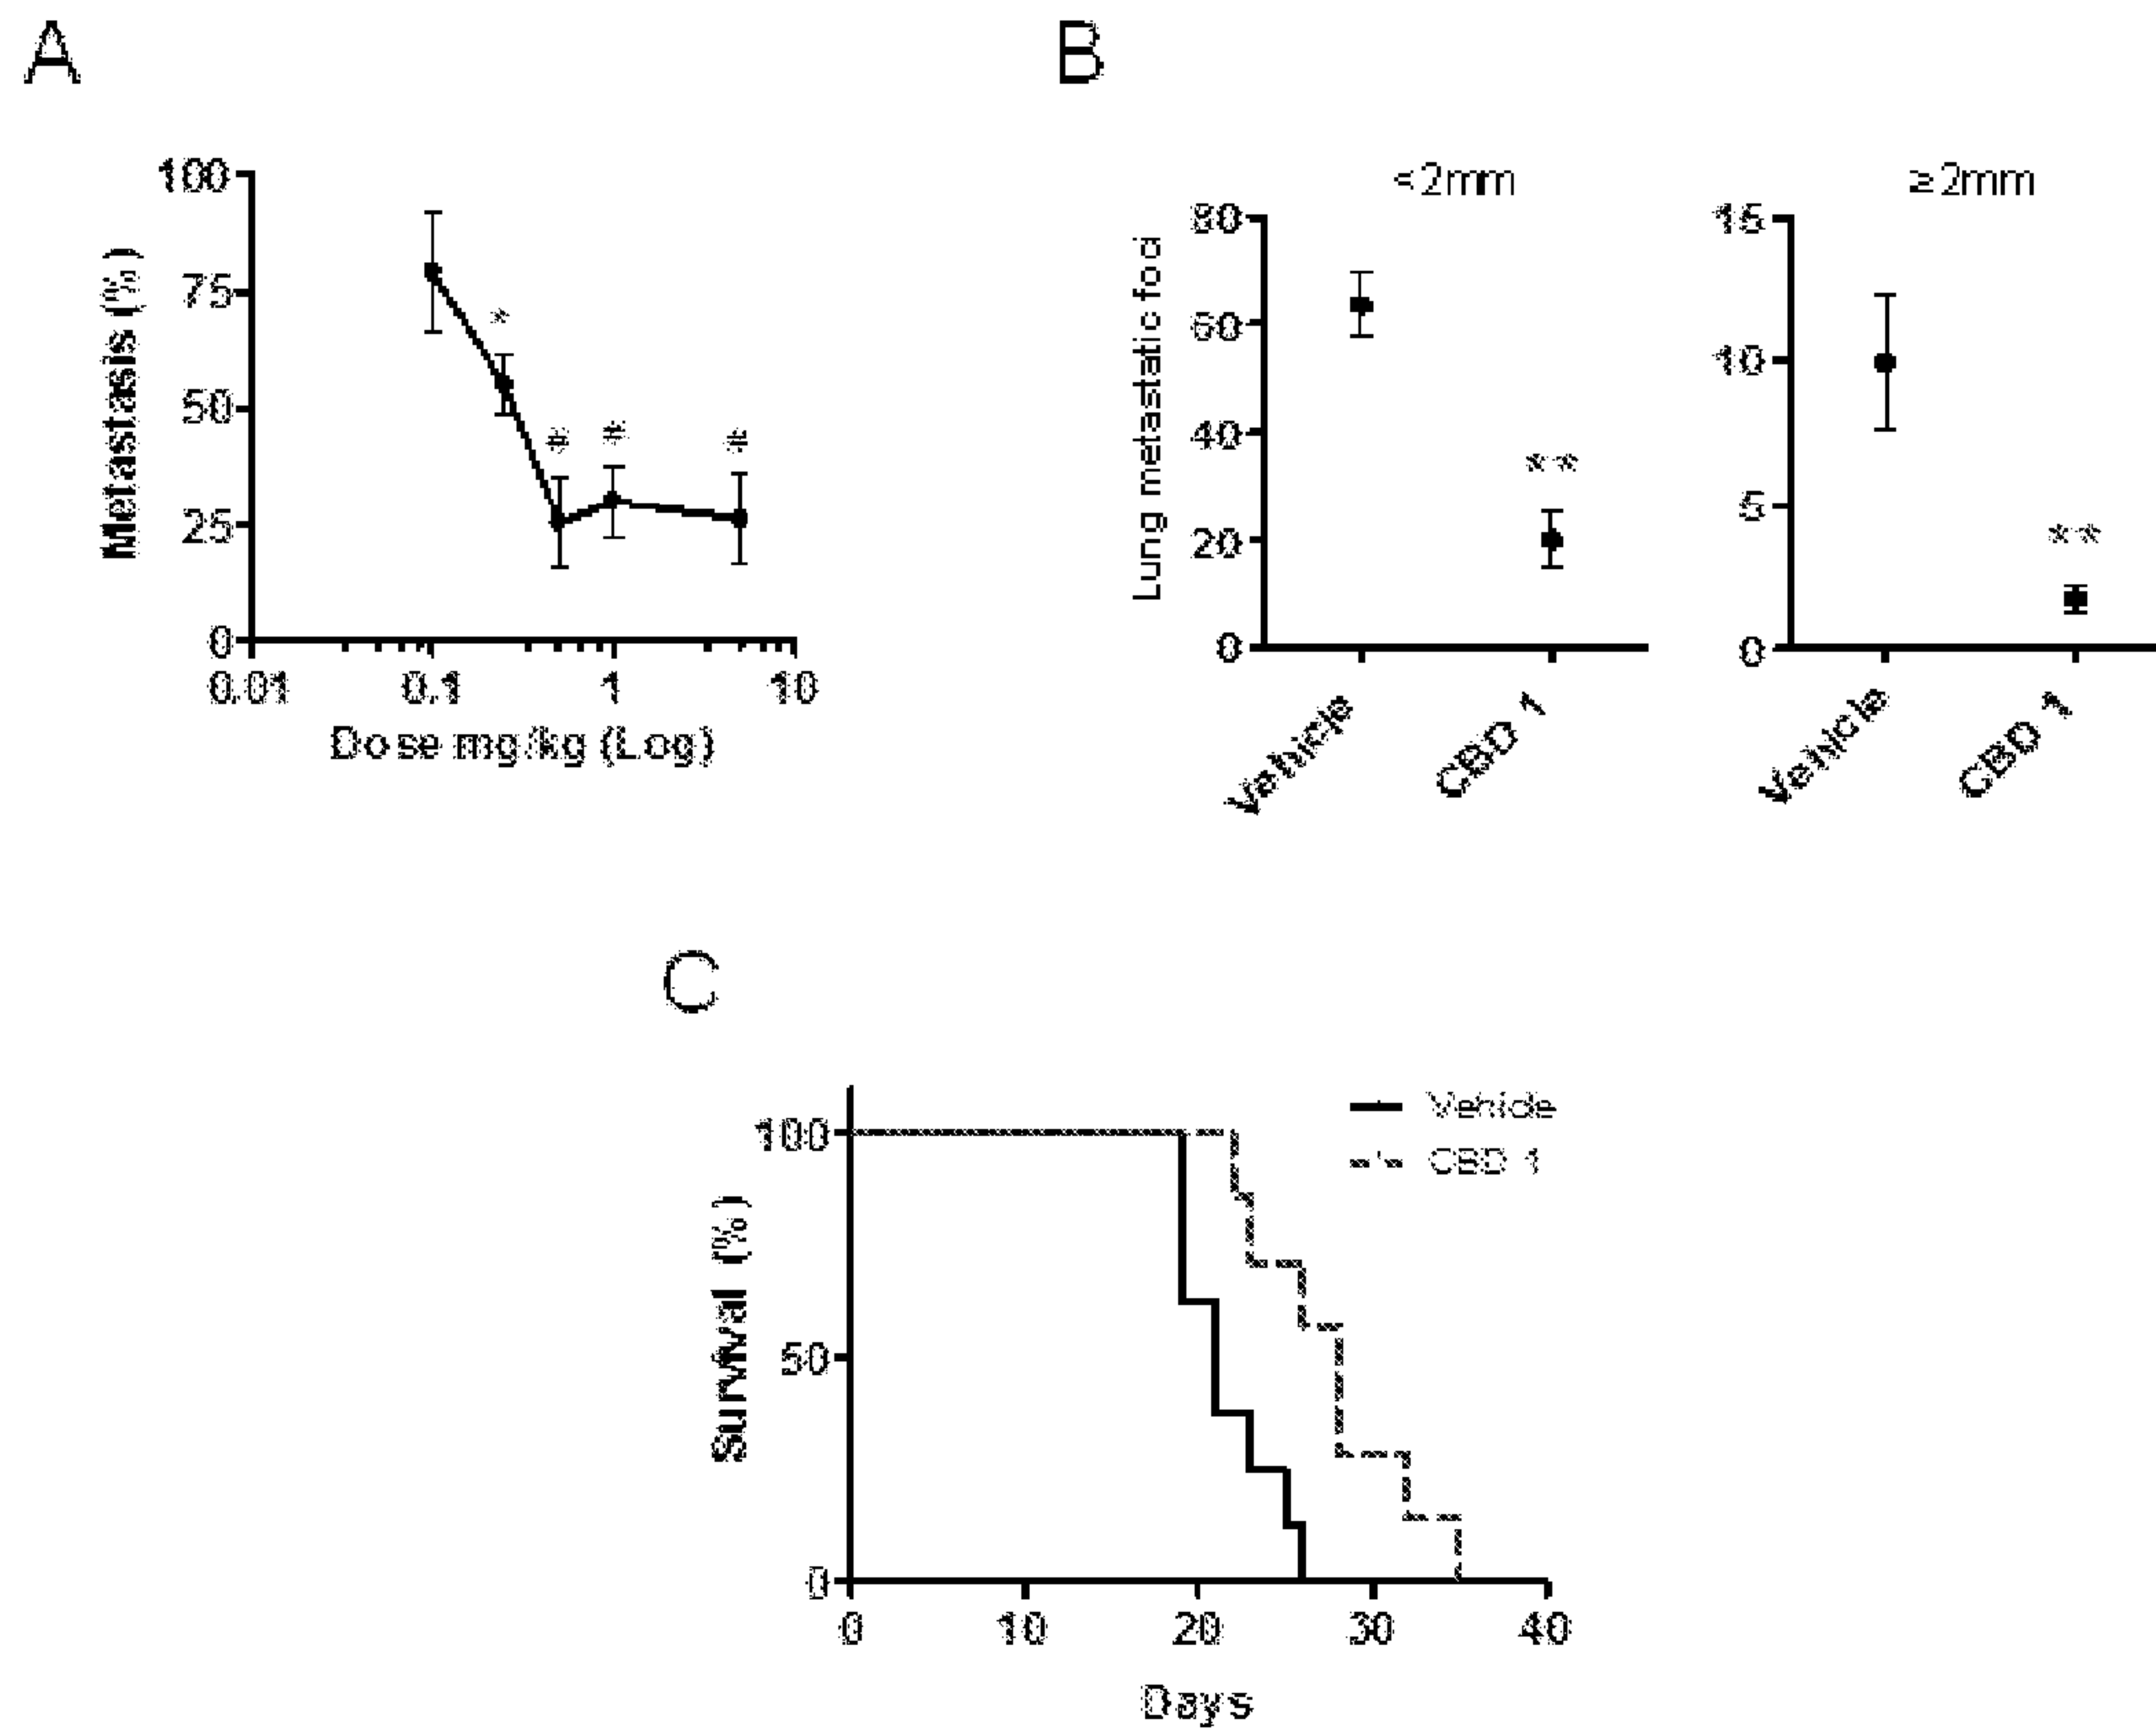 A
B
100
75
50
25
0
Metastasis (%)
*
#
#
#
0.01 0.1 1 10
Dose mg/kg (Log)
<2mm
80
60
40
20
0
Lung metastatic foci
**
Vehicle
CBD 1
≥2mm
15
10
5
0
**
Vehicle
CBD 1
C
Vehicle
CBD 1
100
50
0
Survival (%)
0 10 20 30 40
Days